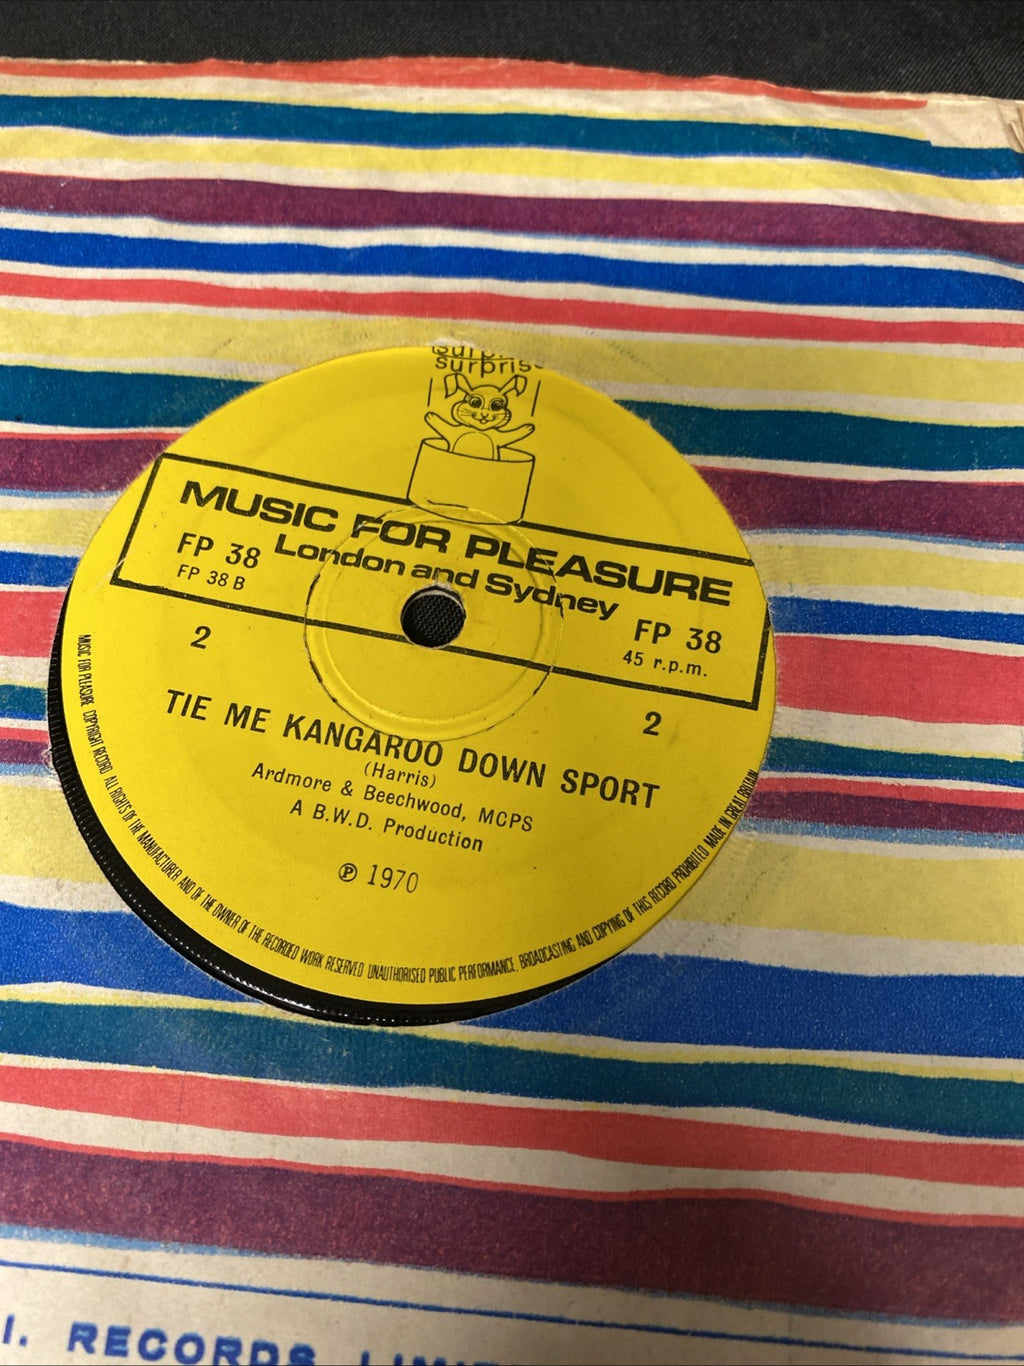 Surprise
MUSIC FOR PLEASURE
London and Sydney
FP 38
FP 38 B
FP 38
45 r.p.m.
2
2
TIE ME KANGAROO DOWN SPORT
(Harris)
Ardmore & Beechwood, MCPS
A B.W.D. Production
℗ 1970
MUSIC FOR PLEASURE COPYRIGHT RECORD ALL RIGHTS OF THE MANUFACTURER AND OF THE OWNER OF THE RECORDED WORK RESERVED UNAUTHORISED PUBLIC PERFORMANCE, BROADCASTING AND COPYING OF THIS RECORD PROHIBITED MADE IN GREAT BRITAIN
I. RECORDS